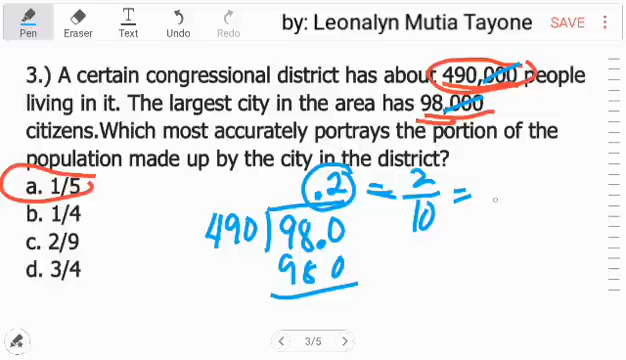 by: Leonalyn Mutia Tayone
SAVE
Pen
Eraser
Text
Undo
Redo
3.) A certain congressional district has about 490,000 people
living in it. The largest city in the area has 98,000
citizens.Which most accurately portrays the portion of the
population made up by the city in the district?
a. 1/5
b. 1/4
c. 2/9
d. 3/4
.2 = 2/10 =
490 98.0
98 0
3/5